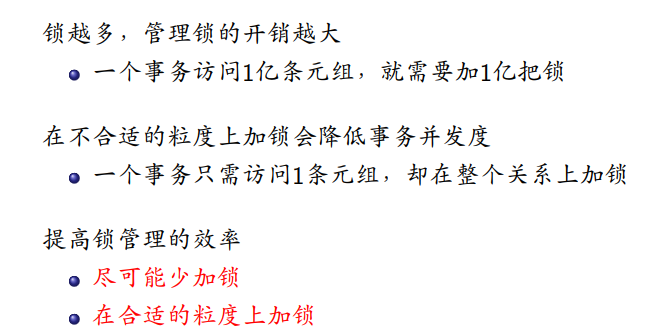 锁越多，管理锁的开销越大
一个事务访问1亿条元组，就需要加1亿把锁
在不合适的粒度上加锁会降低事务并发度
一个事务只需访问1条元组，却在整个关系上加锁
提高锁管理的效率
尽可能少加锁
在合适的粒度上加锁